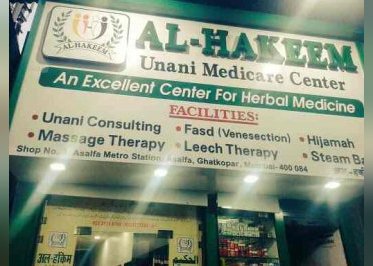 AL-HAKEEM
AL-HAKEEM
Unani Medicare Center
An Excellent Center For Herbal Medicine
FACILITIES:
• Unani Consulting • Fasd (Venesection) • Hijamah
• Massage Therapy • Leech Therapy • Steam Ba
Shop No. Asalfa Metro Station, Asalfa, Ghatkopar, Mumbai- 400 084
अल-हकीम
الحكيم